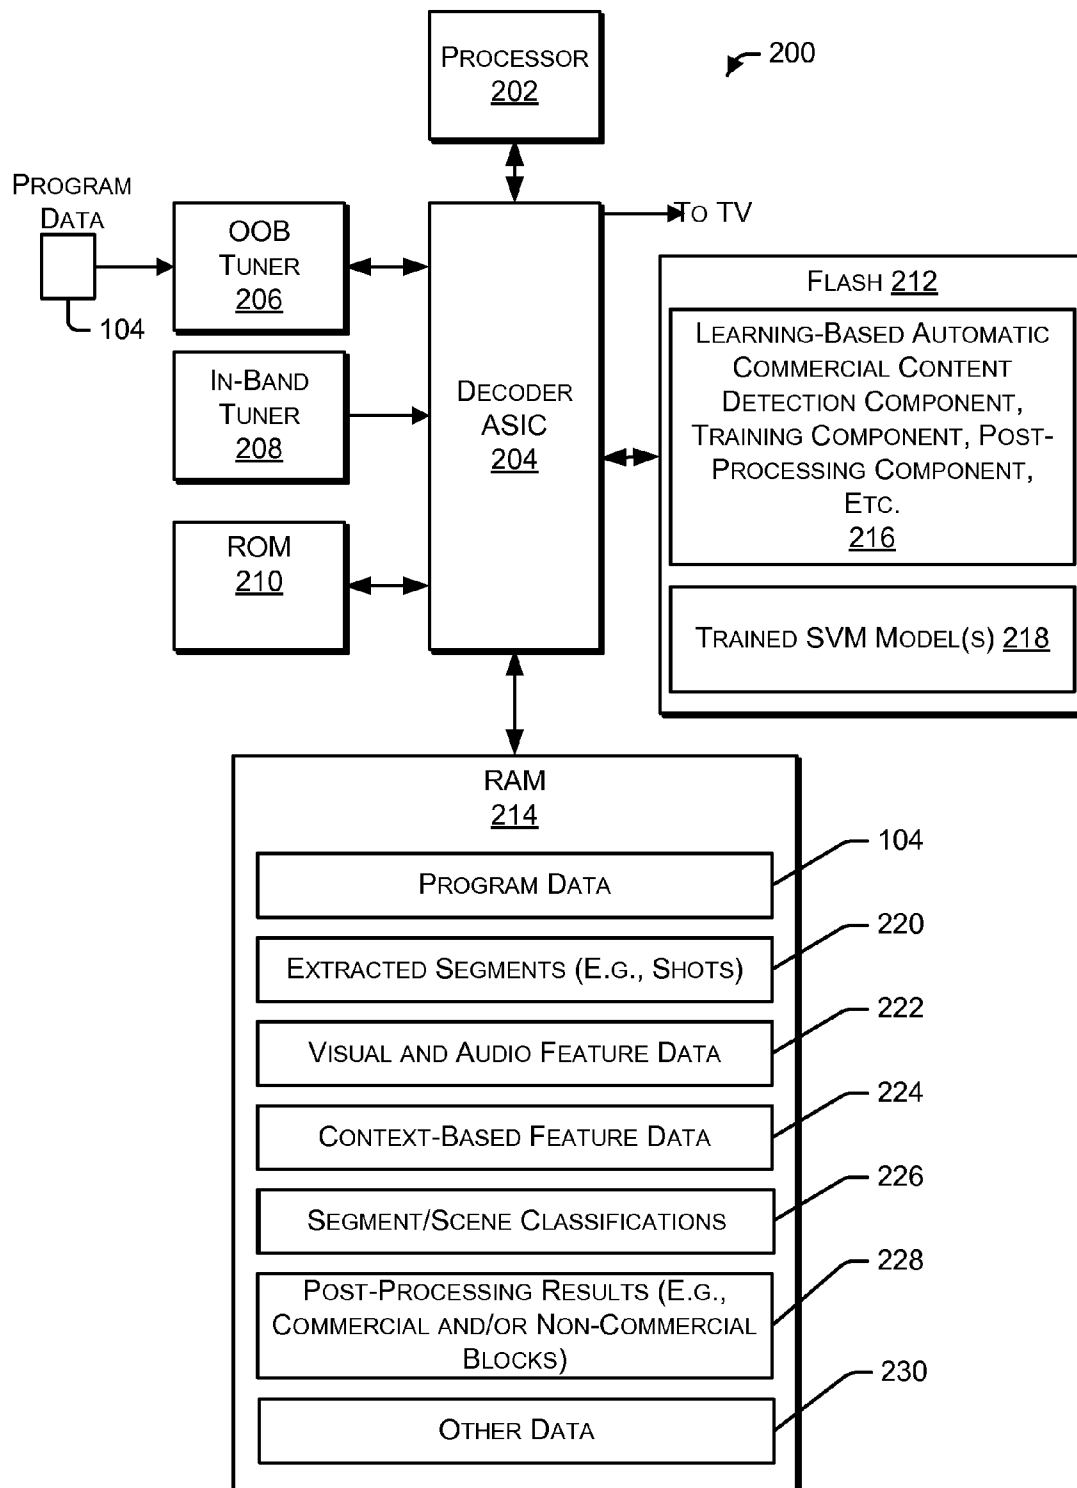 PROCESSOR
202
200
PROGRAM
DATA
104
OOB
TUNER
206
TO TV
IN-BAND
TUNER
208
DECODER
ASIC
204
ROM
210
FLASH 212
LEARNING-BASED AUTOMATIC
COMMERCIAL CONTENT
DETECTION COMPONENT,
TRAINING COMPONENT, POST-
PROCESSING COMPONENT,
ETC.
216
TRAINED SVM MODEL(S) 218
RAM
214
PROGRAM DATA
104
EXTRACTED SEGMENTS (E.G., SHOTS)
220
VISUAL AND AUDIO FEATURE DATA
222
CONTEXT-BASED FEATURE DATA
224
SEGMENT/SCENE CLASSIFICATIONS
226
POST-PROCESSING RESULTS (E.G.,
COMMERCIAL AND/OR NON-COMMERCIAL
BLOCKS)
228
OTHER DATA
230